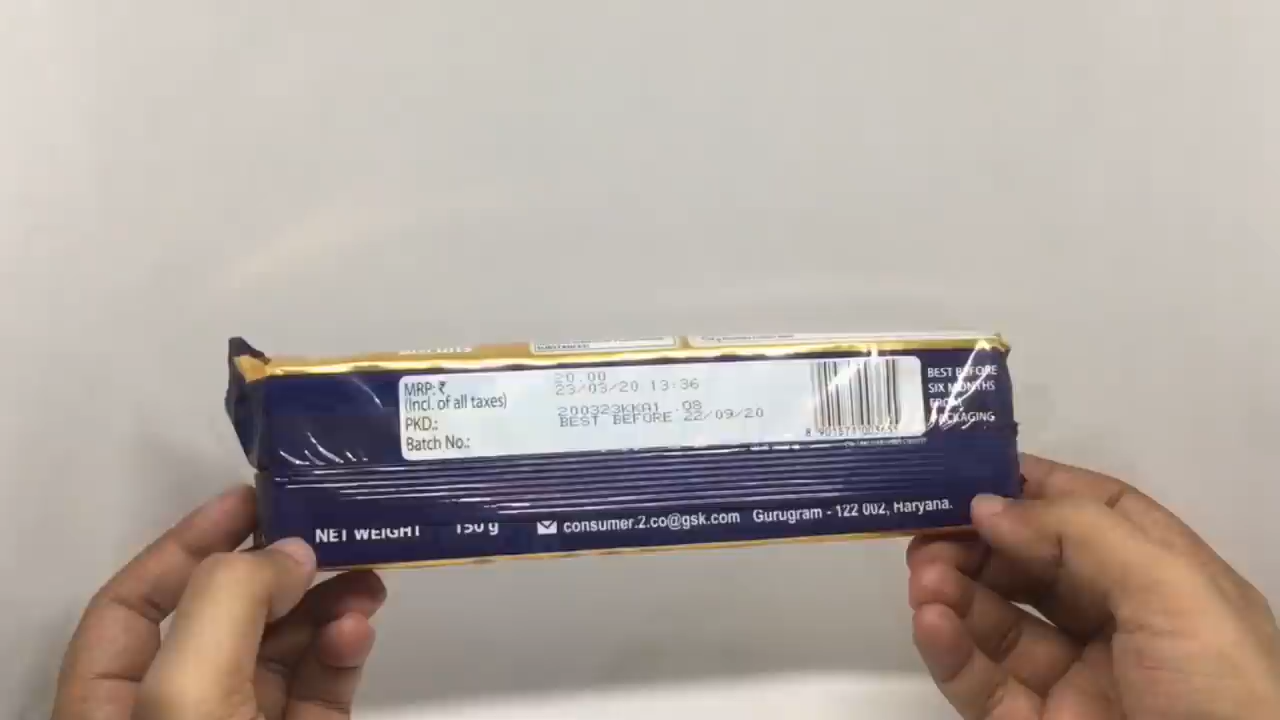 MRP: ₹
(Incl. of all taxes)
PKD.:
Batch No.:
20.00
23/03/20 13:36
200323KKA1 08
BEST BEFORE 22/09/20
BEST BEFORE
SIX MONTHS
FROM
PACKAGING
NET WEIGHT 150 g
consumer.2.co@gsk.com Gurugram - 122 002, Haryana.